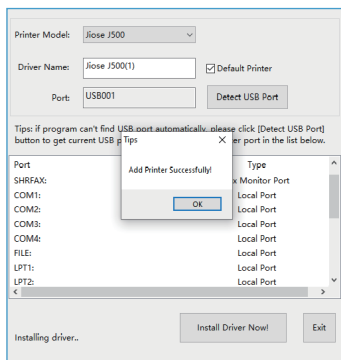 Printer Model: Jiose J500
Driver Name: Jiose J500(1) Default Printer
Port: USB001 Detect USB Port
Tips: if program can't find USB port automatically, please click [Detect USB Port]
button to get current USB p er port in the list below.
Tips
Add Printer Successfully!
OK
Port Type
SHRFAX: x Monitor Port
COM1: Local Port
COM2: Local Port
COM3: Local Port
COM4: Local Port
FILE: Local Port
LPT1: Local Port
LPT2: Local Port
Installing driver.. Install Driver Now! Exit